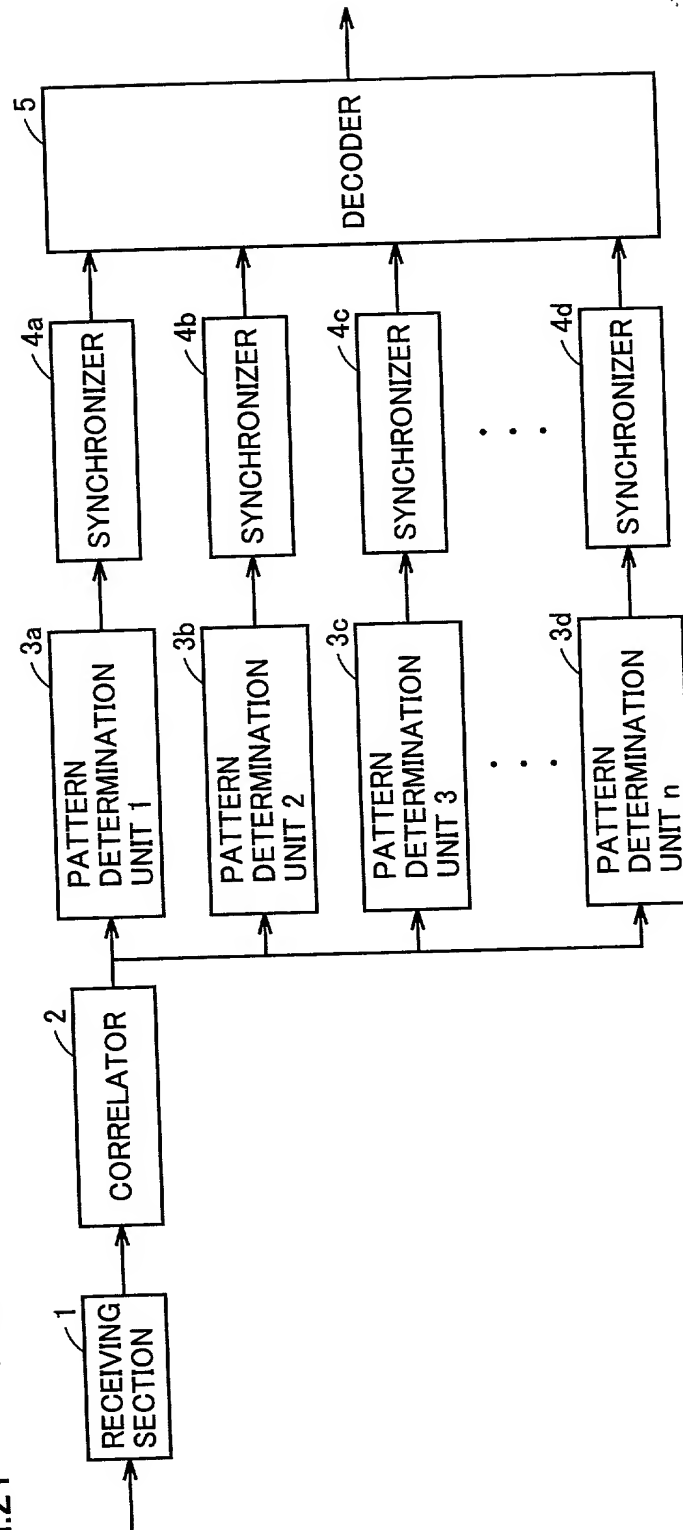 1
RECEIVING
SECTION
2
CORRELATOR
3a
PATTERN
DETERMINATION
UNIT 1
4a
SYNCHRONIZER
3b
PATTERN
DETERMINATION
UNIT 2
4b
SYNCHRONIZER
3c
PATTERN
DETERMINATION
UNIT 3
4c
SYNCHRONIZER
3d
PATTERN
DETERMINATION
UNIT n
4d
SYNCHRONIZER
5
DECODER